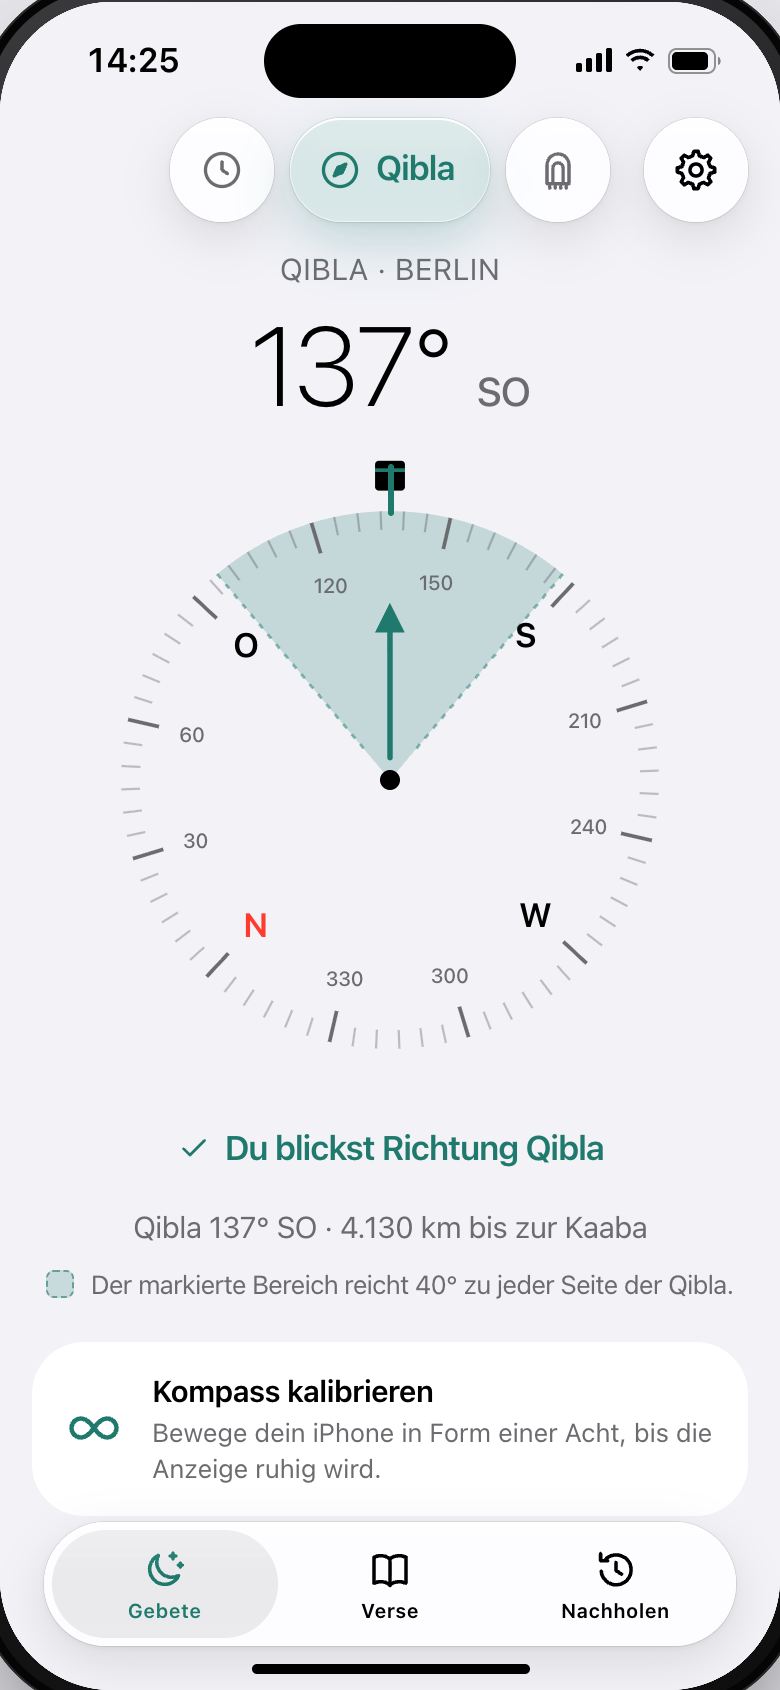 14:25
Qibla
QIBLA · BERLIN
137° SO
120
150
O
S
60
210
30
240
N
W
330
300
Du blickst Richtung Qibla
Qibla 137° SO · 4.130 km bis zur Kaaba
Der markierte Bereich reicht 40° zu jeder Seite der Qibla.
Kompass kalibrieren
Bewege dein iPhone in Form einer Acht, bis die
Anzeige ruhig wird.
Gebete
Verse
Nachholen